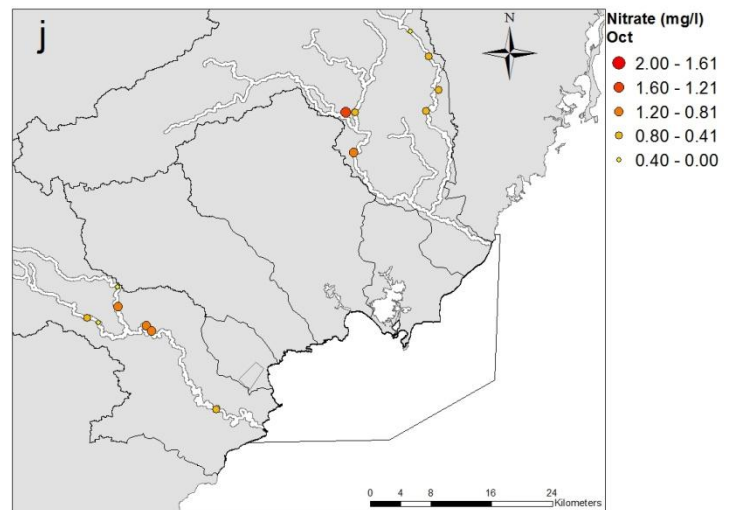 j
N
Nitrate (mg/l)
Oct
2.00 - 1.61
1.60 - 1.21
1.20 - 0.81
0.80 - 0.41
0.40 - 0.00
0 4 8 16 24
Kilometers